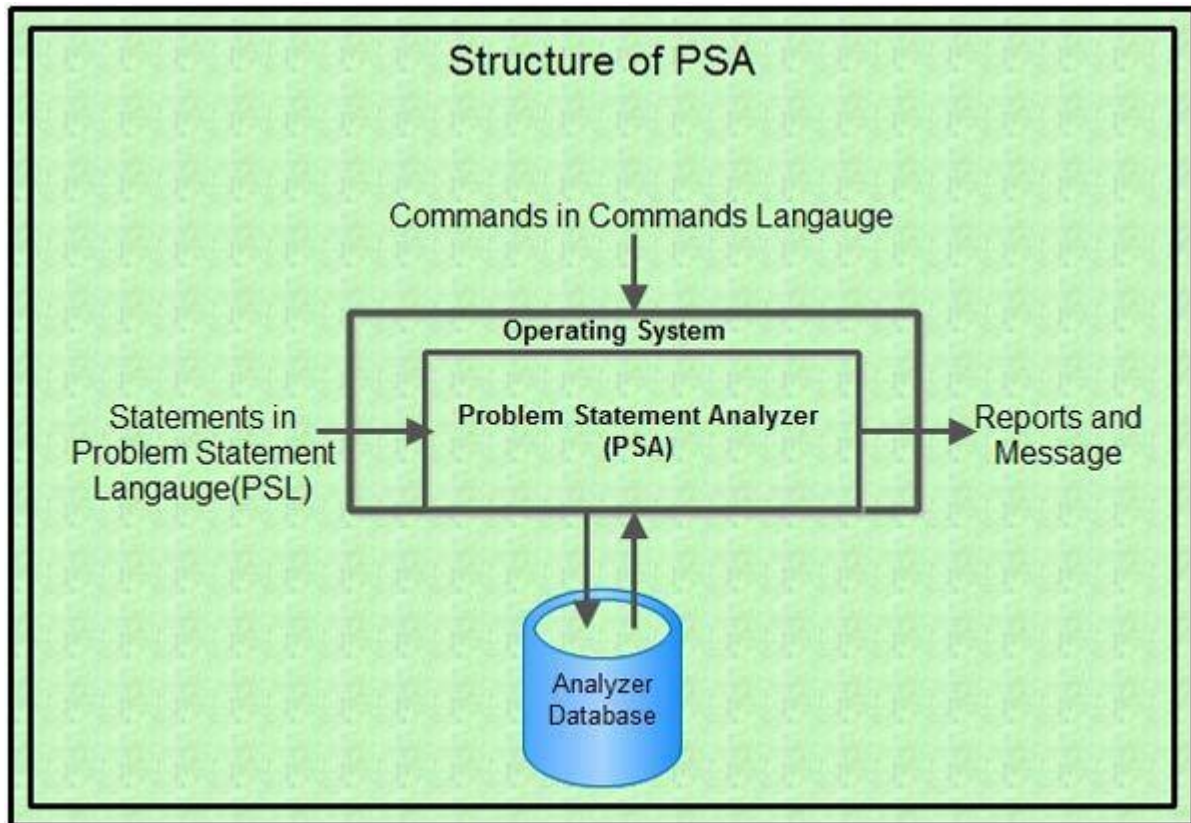 Structure of PSA
Commands in Commands Langauge
Operating System
Statements in
Problem Statement
Langauge(PSL)
Problem Statement Analyzer
(PSA)
Reports and
Message
Analyzer
Database